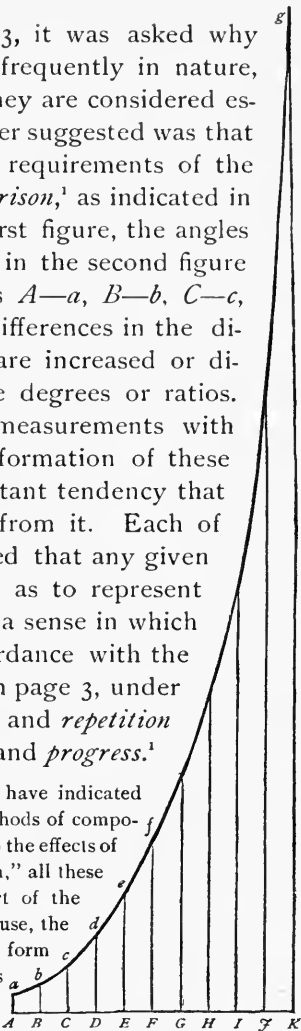 g
3, it was asked why
frequently in nature,
hey are considered es-
er suggested was that
requirements of the
rison,¹ as indicated in
rst figure, the angles
in the second figure
s A—a, B—b, C—c,
ifferences in the di-
are increased or di-
e degrees or ratios.
measurements with
formation of these
tant tendency that
from it. Each of
ed that any given
as to represent
a sense in which
rdance with the
n page 3, under
and repetition
and progress.¹
have indicated
hods of compo-
the effects of
," all these
rt of the
use, the
form
s
a b c d e f
A B C D E F G H I J K